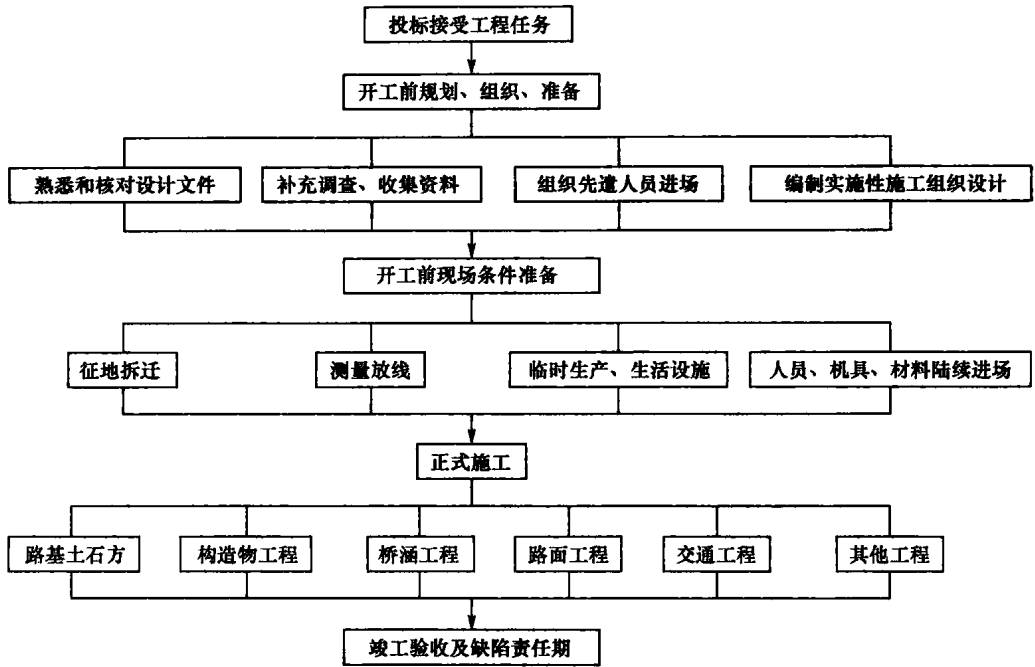 投标接受工程任务
开工前规划、组织、准备
熟悉和核对设计文件
补充调查、收集资料
组织先遣人员进场
编制实施性施工组织设计
开工前现场条件准备
征地拆迁
测量放线
临时生产、生活设施
人员、机具、材料陆续进场
正式施工
路基土石方
构造物工程
桥涵工程
路面工程
交通工程
其他工程
竣工验收及缺陷责任期